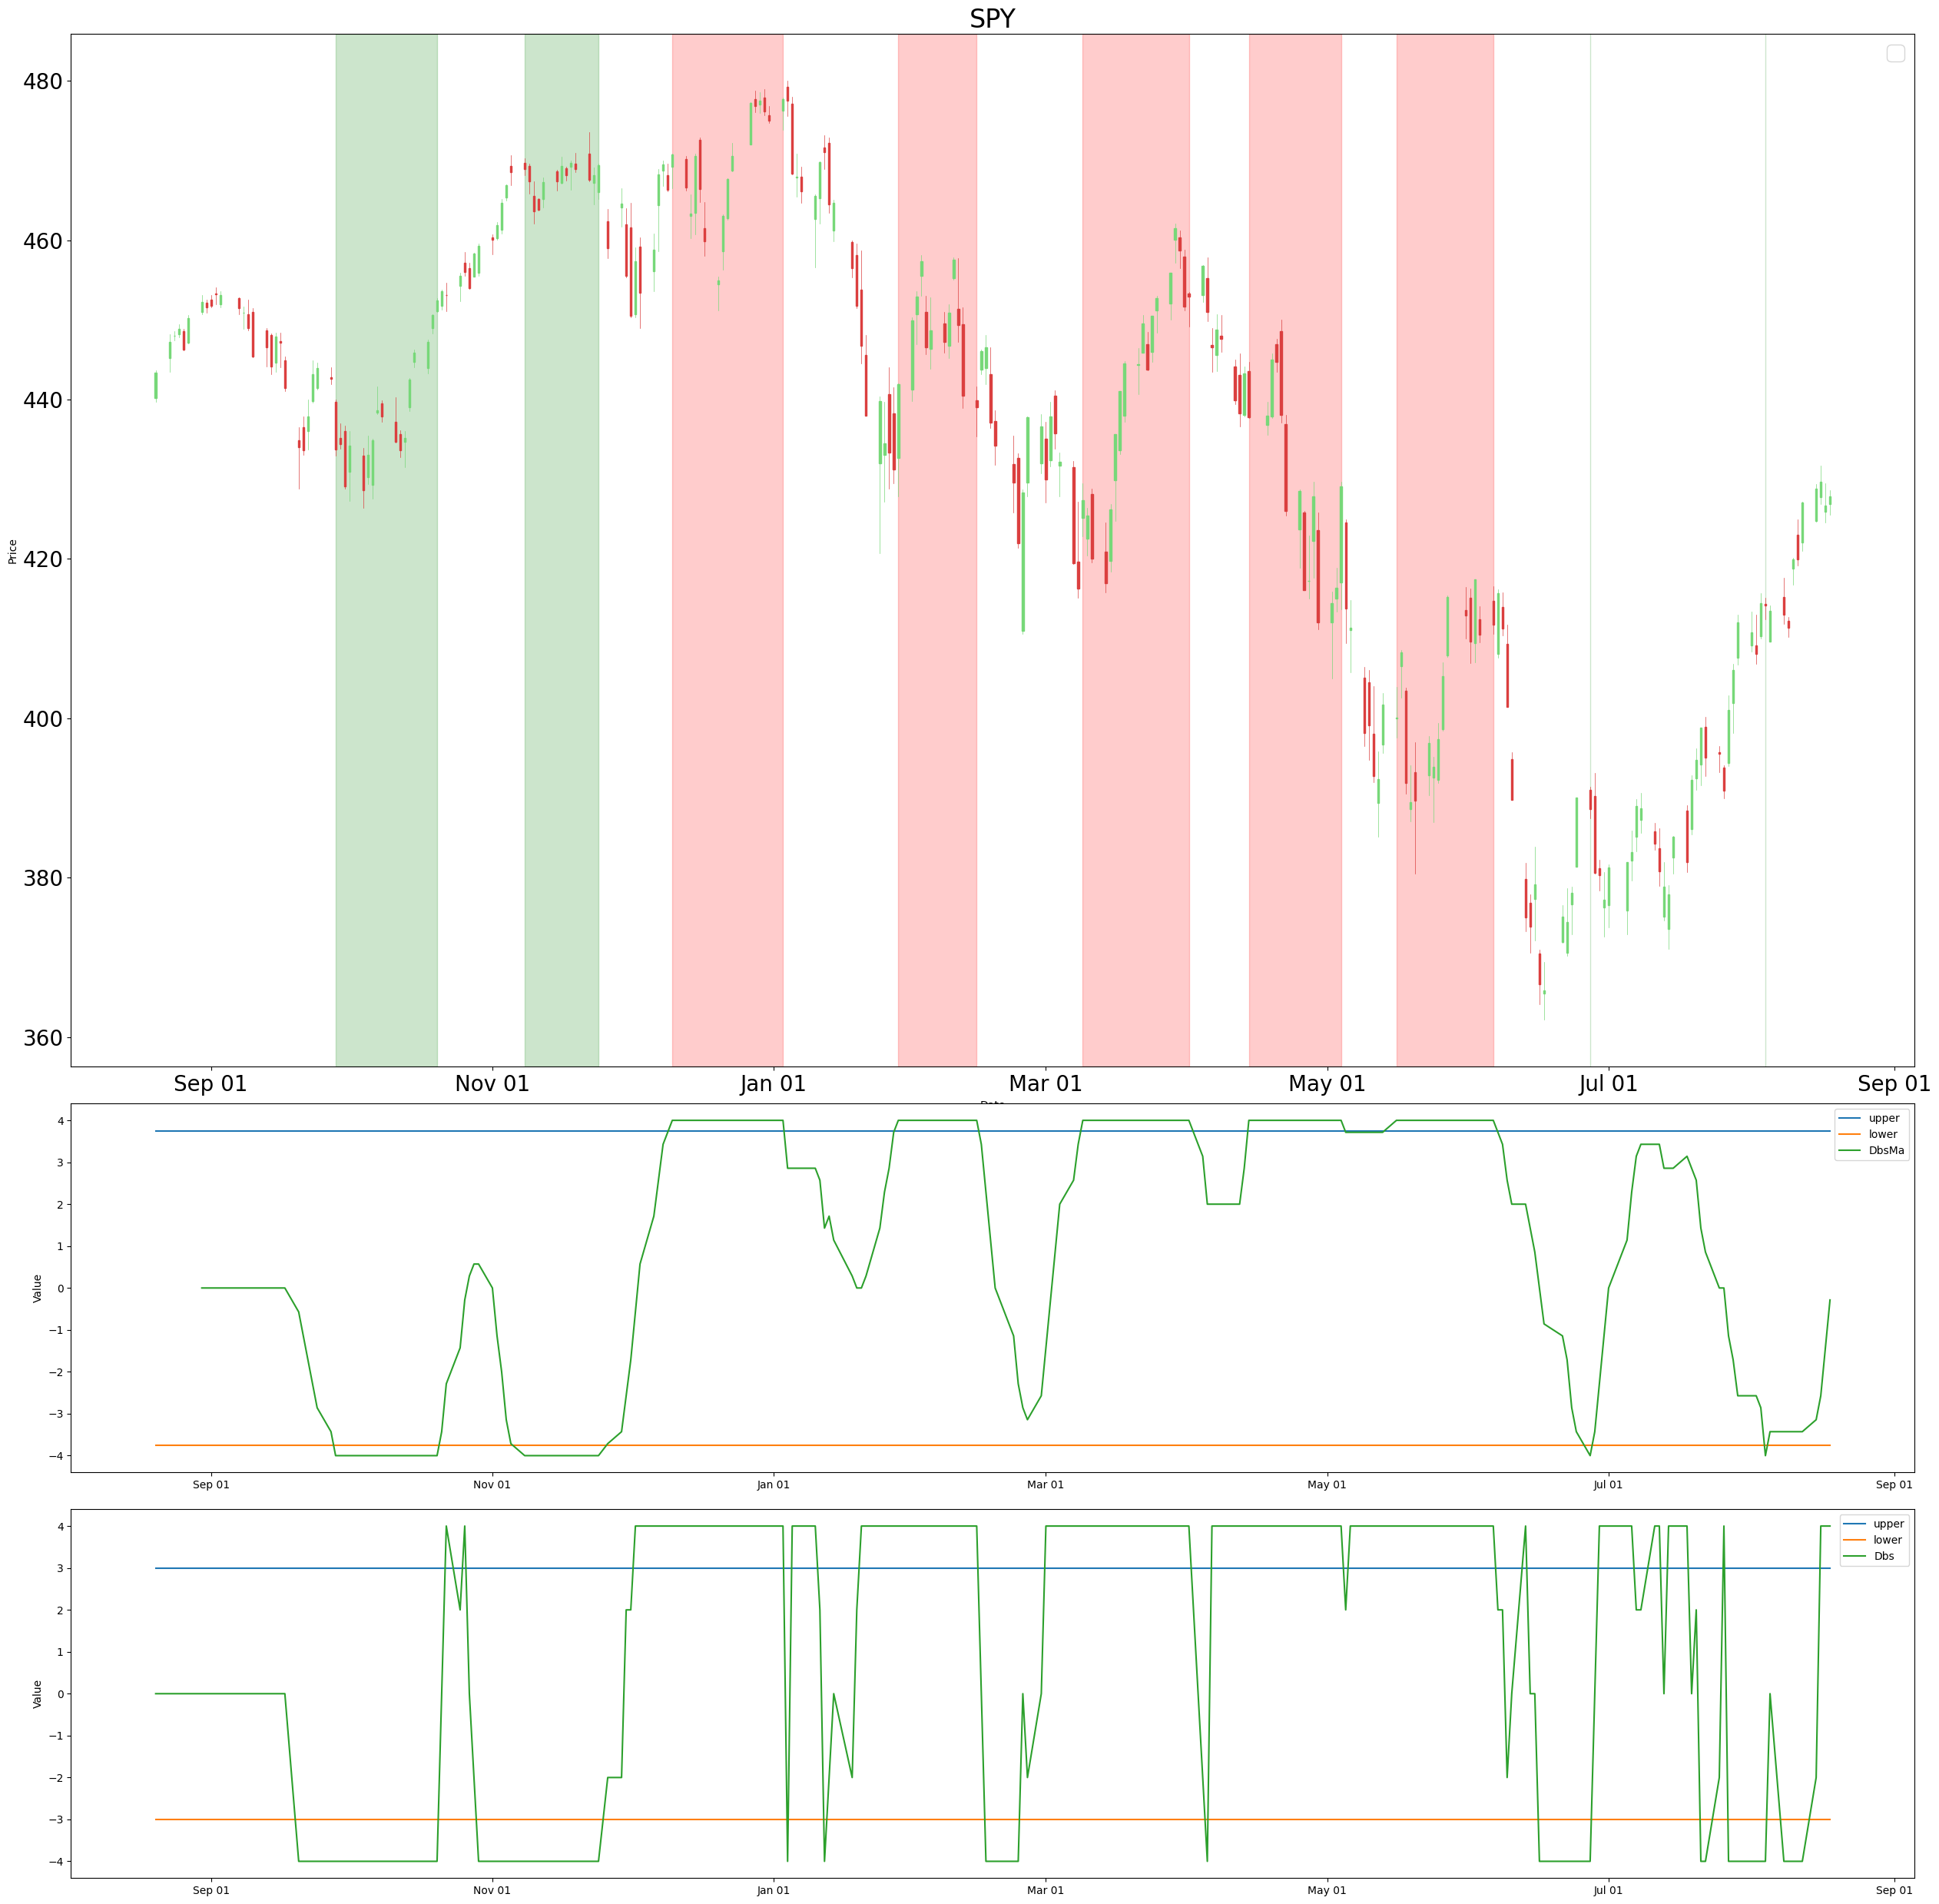 SPY
480
460
440
420
400
380
360
Price
Sep 01 Nov 01 Jan 01 Mar 01 May 01 Jul 01 Sep 01
Date
4
3
2
1
0
−1
−2
−3
−4
Value
upper
lower
DbsMa
Sep 01 Nov 01 Jan 01 Mar 01 May 01 Jul 01 Sep 01
4
3
2
1
0
−1
−2
−3
−4
Value
upper
lower
Dbs
Sep 01 Nov 01 Jan 01 Mar 01 May 01 Jul 01 Sep 01